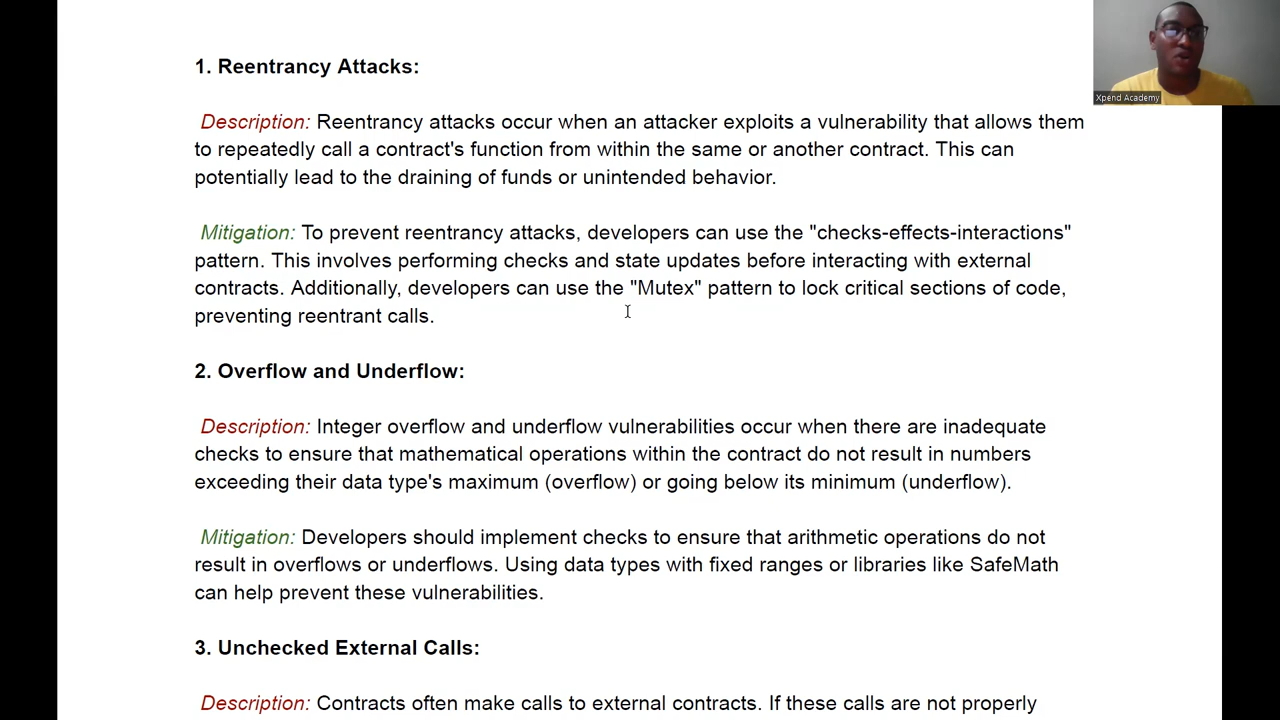 1. Reentrancy Attacks:
Description: Reentrancy attacks occur when an attacker exploits a vulnerability that allows them
to repeatedly call a contract's function from within the same or another contract. This can
potentially lead to the draining of funds or unintended behavior.
Mitigation: To prevent reentrancy attacks, developers can use the "checks-effects-interactions"
pattern. This involves performing checks and state updates before interacting with external
contracts. Additionally, developers can use the "Mutex" pattern to lock critical sections of code,
preventing reentrant calls.
2. Overflow and Underflow:
Description: Integer overflow and underflow vulnerabilities occur when there are inadequate
checks to ensure that mathematical operations within the contract do not result in numbers
exceeding their data type's maximum (overflow) or going below its minimum (underflow).
Mitigation: Developers should implement checks to ensure that arithmetic operations do not
result in overflows or underflows. Using data types with fixed ranges or libraries like SafeMath
can help prevent these vulnerabilities.
3. Unchecked External Calls:
Description: Contracts often make calls to external contracts. If these calls are not properly
Xpend Academy